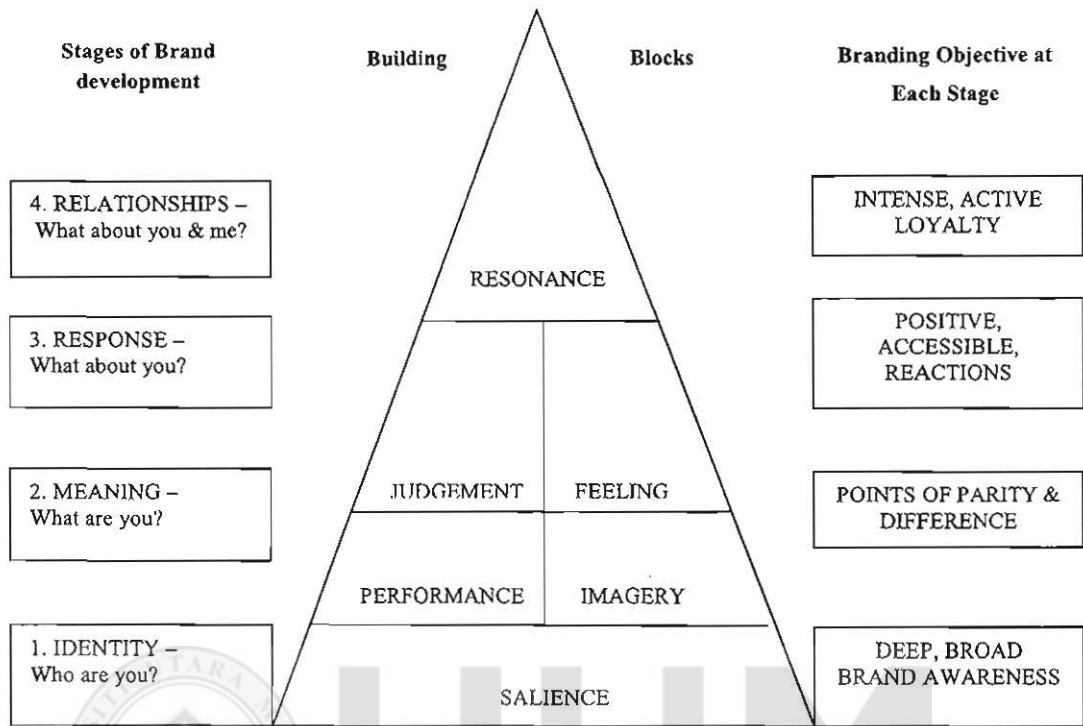 Stages of Brand
development
Building
Blocks
Branding Objective at
Each Stage
4. RELATIONSHIPS –
What about you & me?
INTENSE, ACTIVE
LOYALTY
RESONANCE
3. RESPONSE –
What about you?
POSITIVE,
ACCESSIBLE,
REACTIONS
2. MEANING –
What are you?
JUDGEMENT
FEELING
POINTS OF PARITY &
DIFFERENCE
PERFORMANCE
IMAGERY
1. IDENTITY –
Who are you?
SALIENCE
DEEP, BROAD
BRAND AWARENESS
UTARA